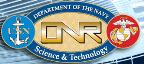 DEPARTMENT OF THE NAVY
ONR
Science & Technology